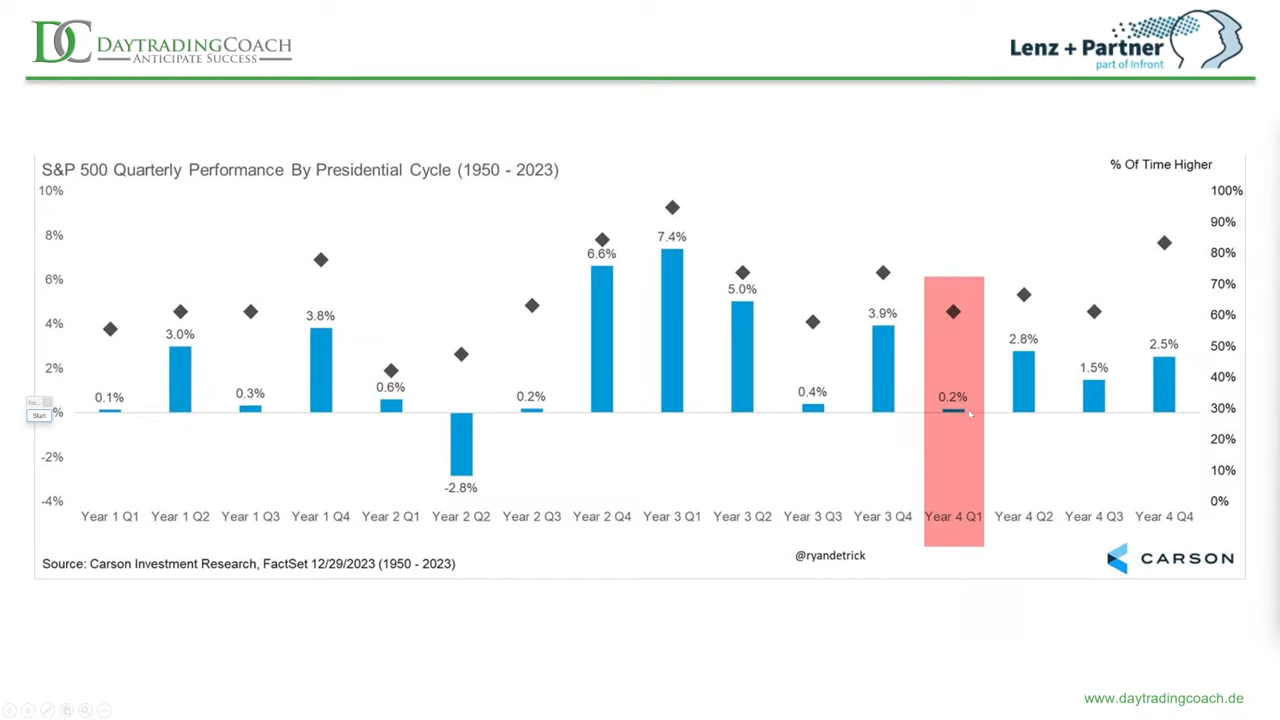 DC DAYTRADINGCOACH
ANTICIPATE SUCCESS
Lenz + Partner
part of Infront
S&P 500 Quarterly Performance By Presidential Cycle (1950 - 2023)
% Of Time Higher
10%
8%
6%
4%
2%
%
-2%
-4%
100%
90%
80%
70%
60%
50%
40%
30%
20%
10%
0%
0.1%
3.0%
0.3%
3.8%
0.6%
-2.8%
0.2%
6.6%
7.4%
5.0%
0.4%
3.9%
0.2%
2.8%
1.5%
2.5%
Start
Year 1 Q1 Year 1 Q2 Year 1 Q3 Year 1 Q4 Year 2 Q1 Year 2 Q2 Year 2 Q3 Year 2 Q4 Year 3 Q1 Year 3 Q2 Year 3 Q3 Year 3 Q4 Year 4 Q1 Year 4 Q2 Year 4 Q3 Year 4 Q4
@ryandetrick
Source: Carson Investment Research, FactSet 12/29/2023 (1950 - 2023)
CARSON
www.daytradingcoach.de